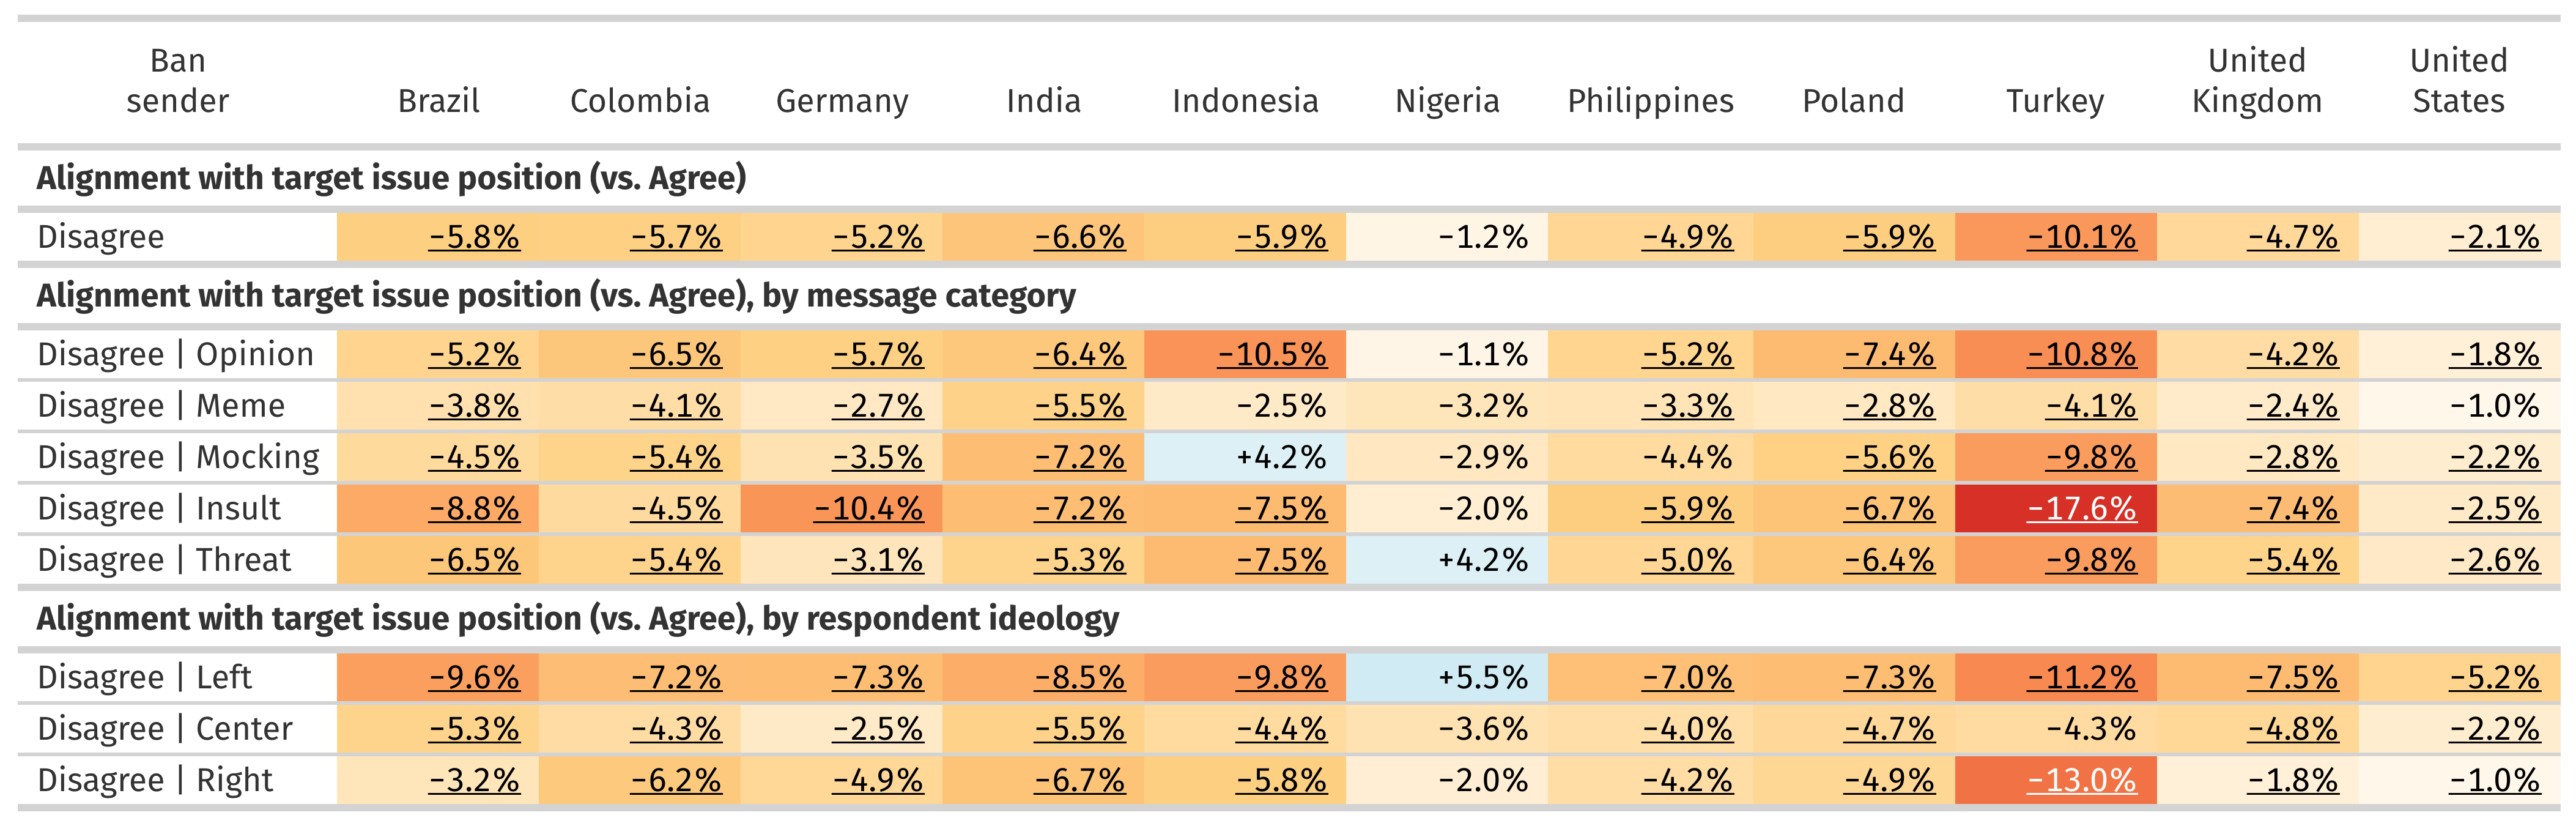 Ban sender Brazil Colombia Germany India Indonesia Nigeria Philippines Poland Turkey United Kingdom United States
Alignment with target issue position (vs. Agree)
Disagree −5.8% −5.7% −5.2% −6.6% −5.9% −1.2% −4.9% −5.9% −10.1% −4.7% −2.1%
Alignment with target issue position (vs. Agree), by message category
Disagree | Opinion −5.2% −6.5% −5.7% −6.4% −10.5% −1.1% −5.2% −7.4% −10.8% −4.2% −1.8%
Disagree | Meme −3.8% −4.1% −2.7% −5.5% −2.5% −3.2% −3.3% −2.8% −4.1% −2.4% −1.0%
Disagree | Mocking −4.5% −5.4% −3.5% −7.2% +4.2% −2.9% −4.4% −5.6% −9.8% −2.8% −2.2%
Disagree | Insult −8.8% −4.5% −10.4% −7.2% −7.5% −2.0% −5.9% −6.7% −17.6% −7.4% −2.5%
Disagree | Threat −6.5% −5.4% −3.1% −5.3% −7.5% +4.2% −5.0% −6.4% −9.8% −5.4% −2.6%
Alignment with target issue position (vs. Agree), by respondent ideology
Disagree | Left −9.6% −7.2% −7.3% −8.5% −9.8% +5.5% −7.0% −7.3% −11.2% −7.5% −5.2%
Disagree | Center −5.3% −4.3% −2.5% −5.5% −4.4% −3.6% −4.0% −4.7% −4.3% −4.8% −2.2%
Disagree | Right −3.2% −6.2% −4.9% −6.7% −5.8% −2.0% −4.2% −4.9% −13.0% −1.8% −1.0%